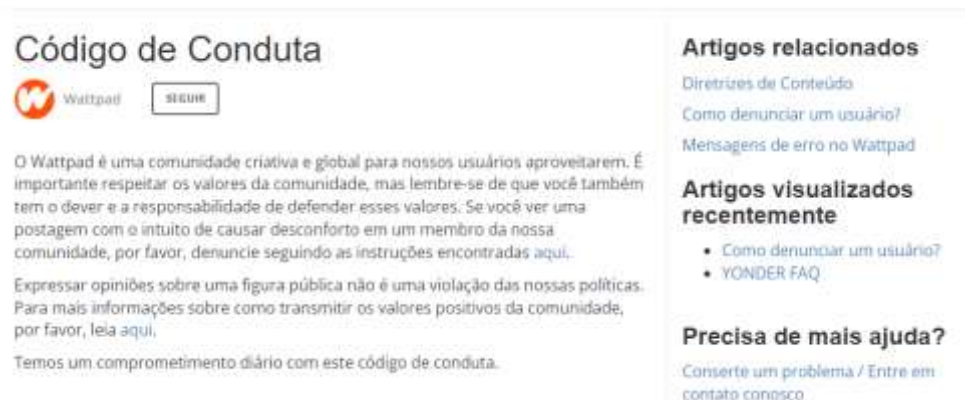 Código de Conduta
Wattpad
SEGUIR
O Wattpad é uma comunidade criativa e global para nossos usuários aproveitarem. É
importante respeitar os valores da comunidade, mas lembre-se de que você também
tem o dever e a responsabilidade de defender esses valores. Se você ver uma
postagem com o intuito de causar desconforto em um membro da nossa
comunidade, por favor, denuncie seguindo as instruções encontradas aqui.
Expressar opiniões sobre uma figura pública não é uma violação das nossas políticas.
Para mais informações sobre como transmitir os valores positivos da comunidade,
por favor, leia aqui.
Temos um comprometimento diário com este código de conduta.
Artigos relacionados
Diretrizes de Conteúdo
Como denunciar um usuário?
Mensagens de erro no Wattpad
Artigos visualizados
recentemente
Como denunciar um usuário?
YONDER FAQ
Precisa de mais ajuda?
Conserte um problema / Entre em
contato conosco